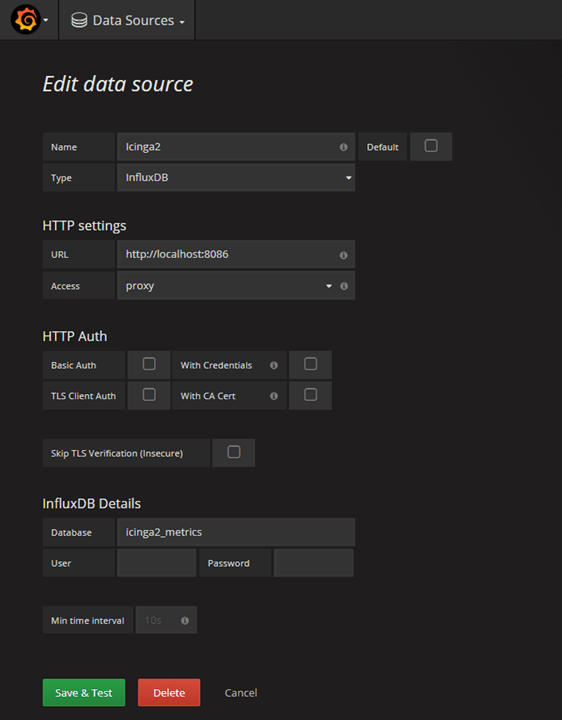 Data Sources
Edit data source
Name Icinga2 Default
Type InfluxDB
HTTP settings
URL http://localhost:8086
Access proxy
HTTP Auth
Basic Auth With Credentials
TLS Client Auth With CA Cert
Skip TLS Verification (Insecure)
InfluxDB Details
Database icinga2_metrics
User Password
Min time interval 10s
Save & Test Delete Cancel